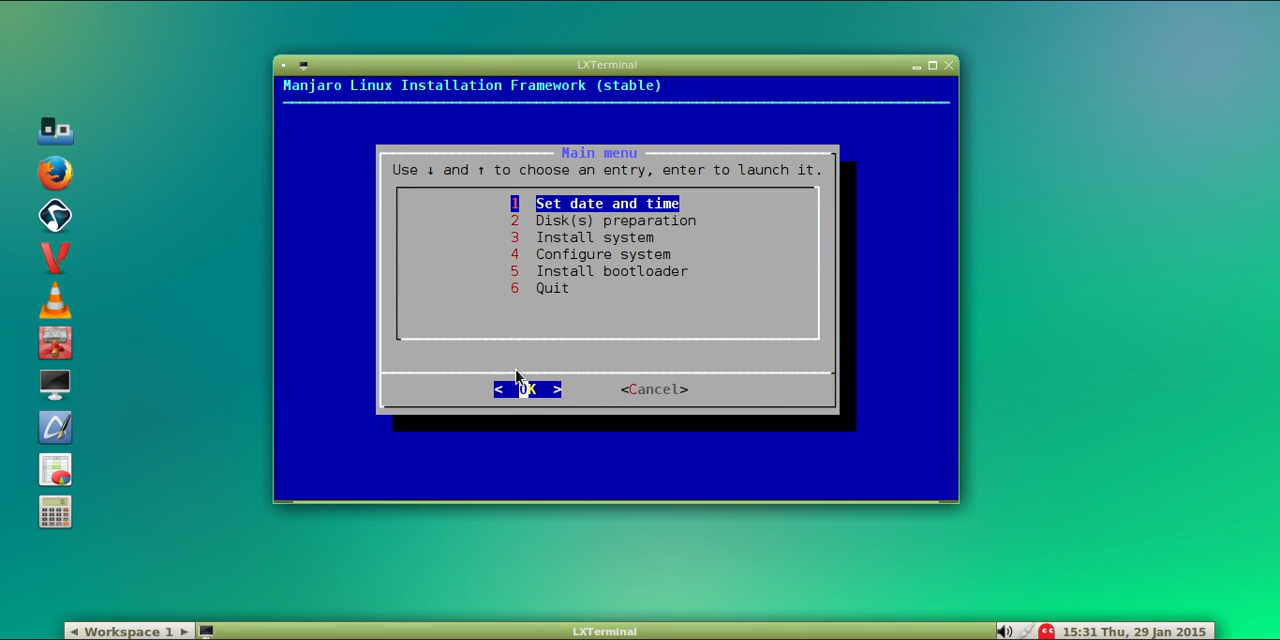 LXTerminal
Manjaro Linux Installation Framework (stable)
Main menu
Use ↓ and ↑ to choose an entry, enter to launch it.
1 Set date and time
2 Disk(s) preparation
3 Install system
4 Configure system
5 Install bootloader
6 Quit
< OK > <Cancel>
◀ Workspace 1 ▶ LXTerminal 15:31 Thu, 29 Jan 2015